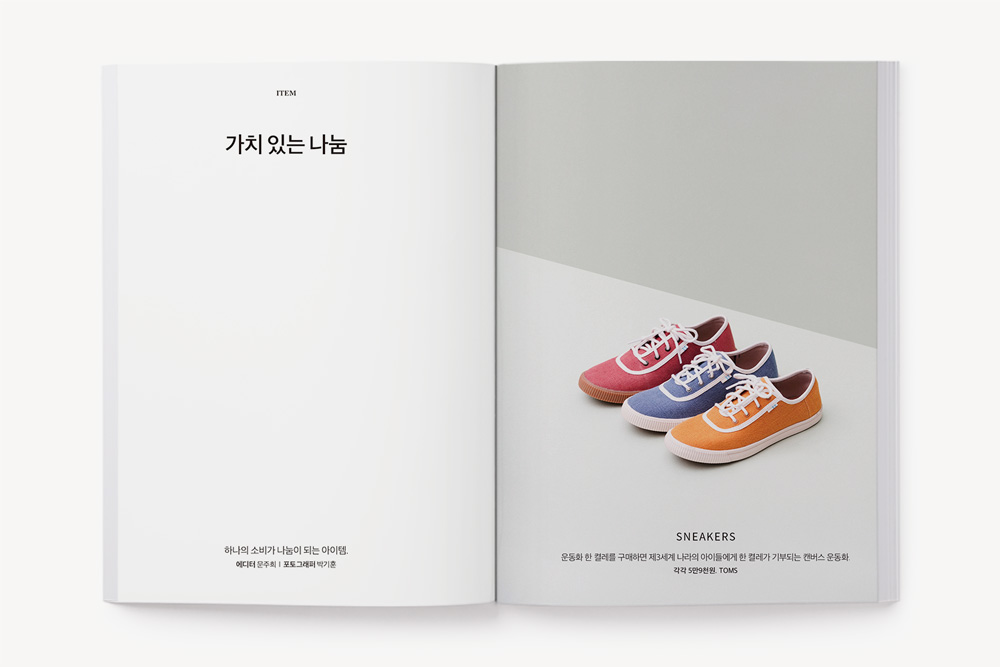 ITEM
가치 있는 나눔
하나의 소비가 나눔이 되는 아이템.
에디터 문주희 | 포토그래퍼 박기훈
SNEAKERS
운동화 한 켤레를 구매하면 제3세계 나라의 아이들에게 한 켤레가 기부되는 캔버스 운동화.
각각 5만9천원. TOMS